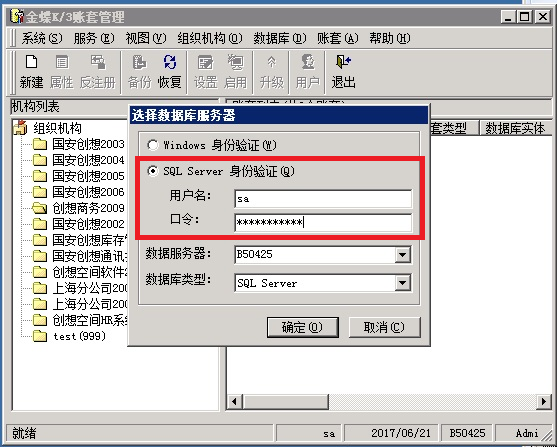 金蝶K/3账套管理
系统(S) 服务(E) 视图(V) 组织机构(O) 数据库(D) 账套(A) 帮助(H)
新建 属性 反注册 备份 恢复 设置 启用 升级 用户 退出
机构列表
选择数据库服务器
套类型 数据库实体
组织机构
国安创想2003
国安创想2004
国安创想2005
国安创想2006
创想商务2009
国安创想2002
国安创想库存
国安创想通讯
创想空间软件2
上海分公司200
上海分公司200
创想空间HR系
test(999)
Windows 身份验证(W)
SQL Server 身份验证(Q)
用户名: sa
口令: ***********
数据服务器: B50425
数据库类型: SQL Server
确定(O) 取消(C)
就绪 sa 2017/06/21 B50425 Admi